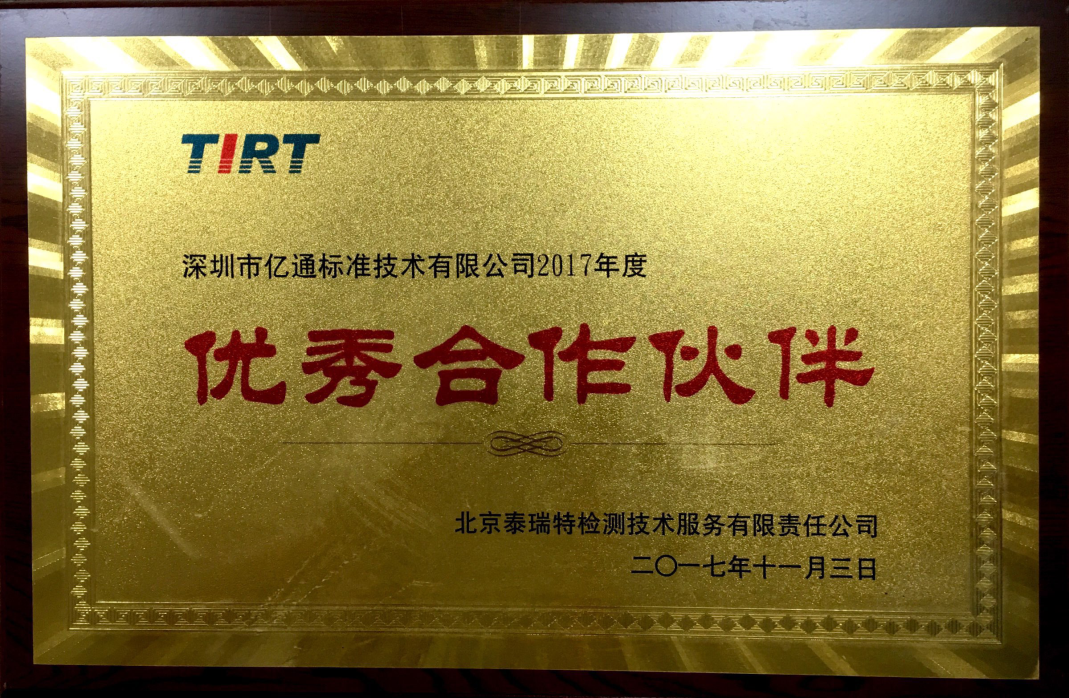 TIRT
深圳市亿通标准技术有限公司2017年度
优秀合作伙伴
北京泰瑞特检测技术服务有限责任公司
二〇一七年十一月三日